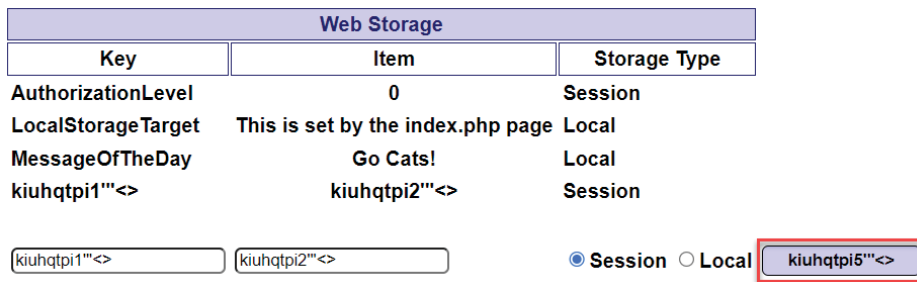 Web Storage
Key Item Storage Type
AuthorizationLevel 0 Session
LocalStorageTarget This is set by the index.php page Local
MessageOfTheDay Go Cats! Local
kiuhqtpi1'"<> kiuhqtpi2'"<> Session
kiuhqtpi1'"<> kiuhqtpi2'"<> Session Local kiuhqtpi5'"<>